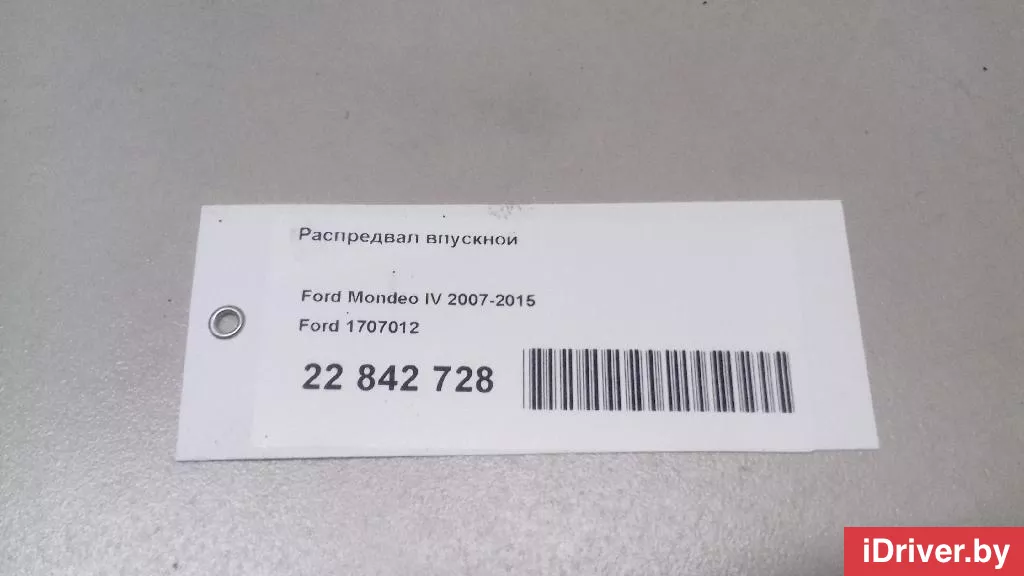 Распредвал впускной
Ford Mondeo IV 2007-2015
Ford 1707012
22 842 728
iDriver.by